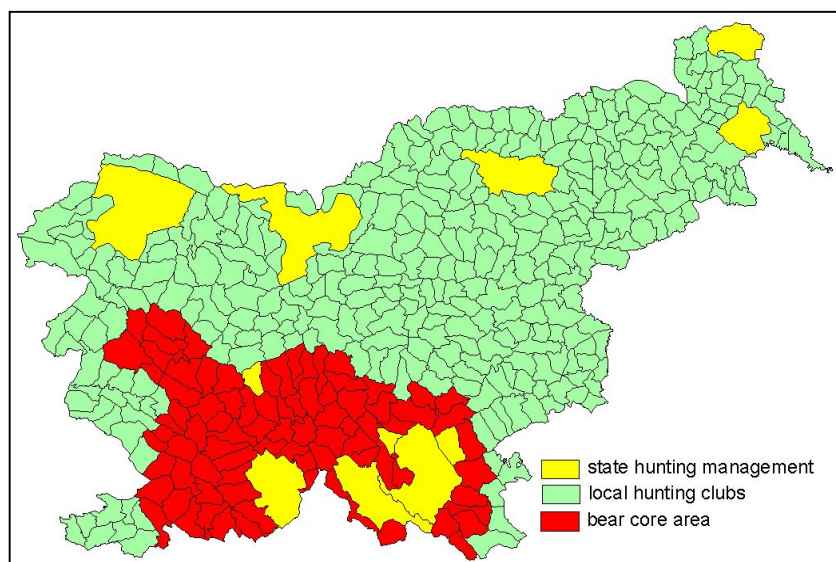 state hunting management
local hunting clubs
bear core area